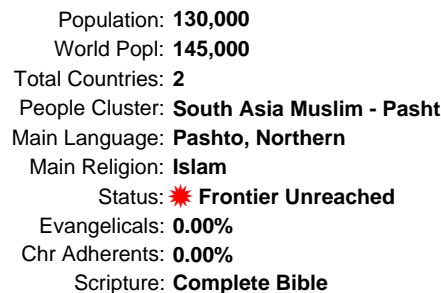 Population: 130,000
World Popl: 145,000
Total Countries: 2
People Cluster: South Asia Muslim - Pasht
Main Language: Pashto, Northern
Main Religion: Islam
Status: Frontier Unreached
Evangelicals: 0.00%
Chr Adherents: 0.00%
Scripture: Complete Bible